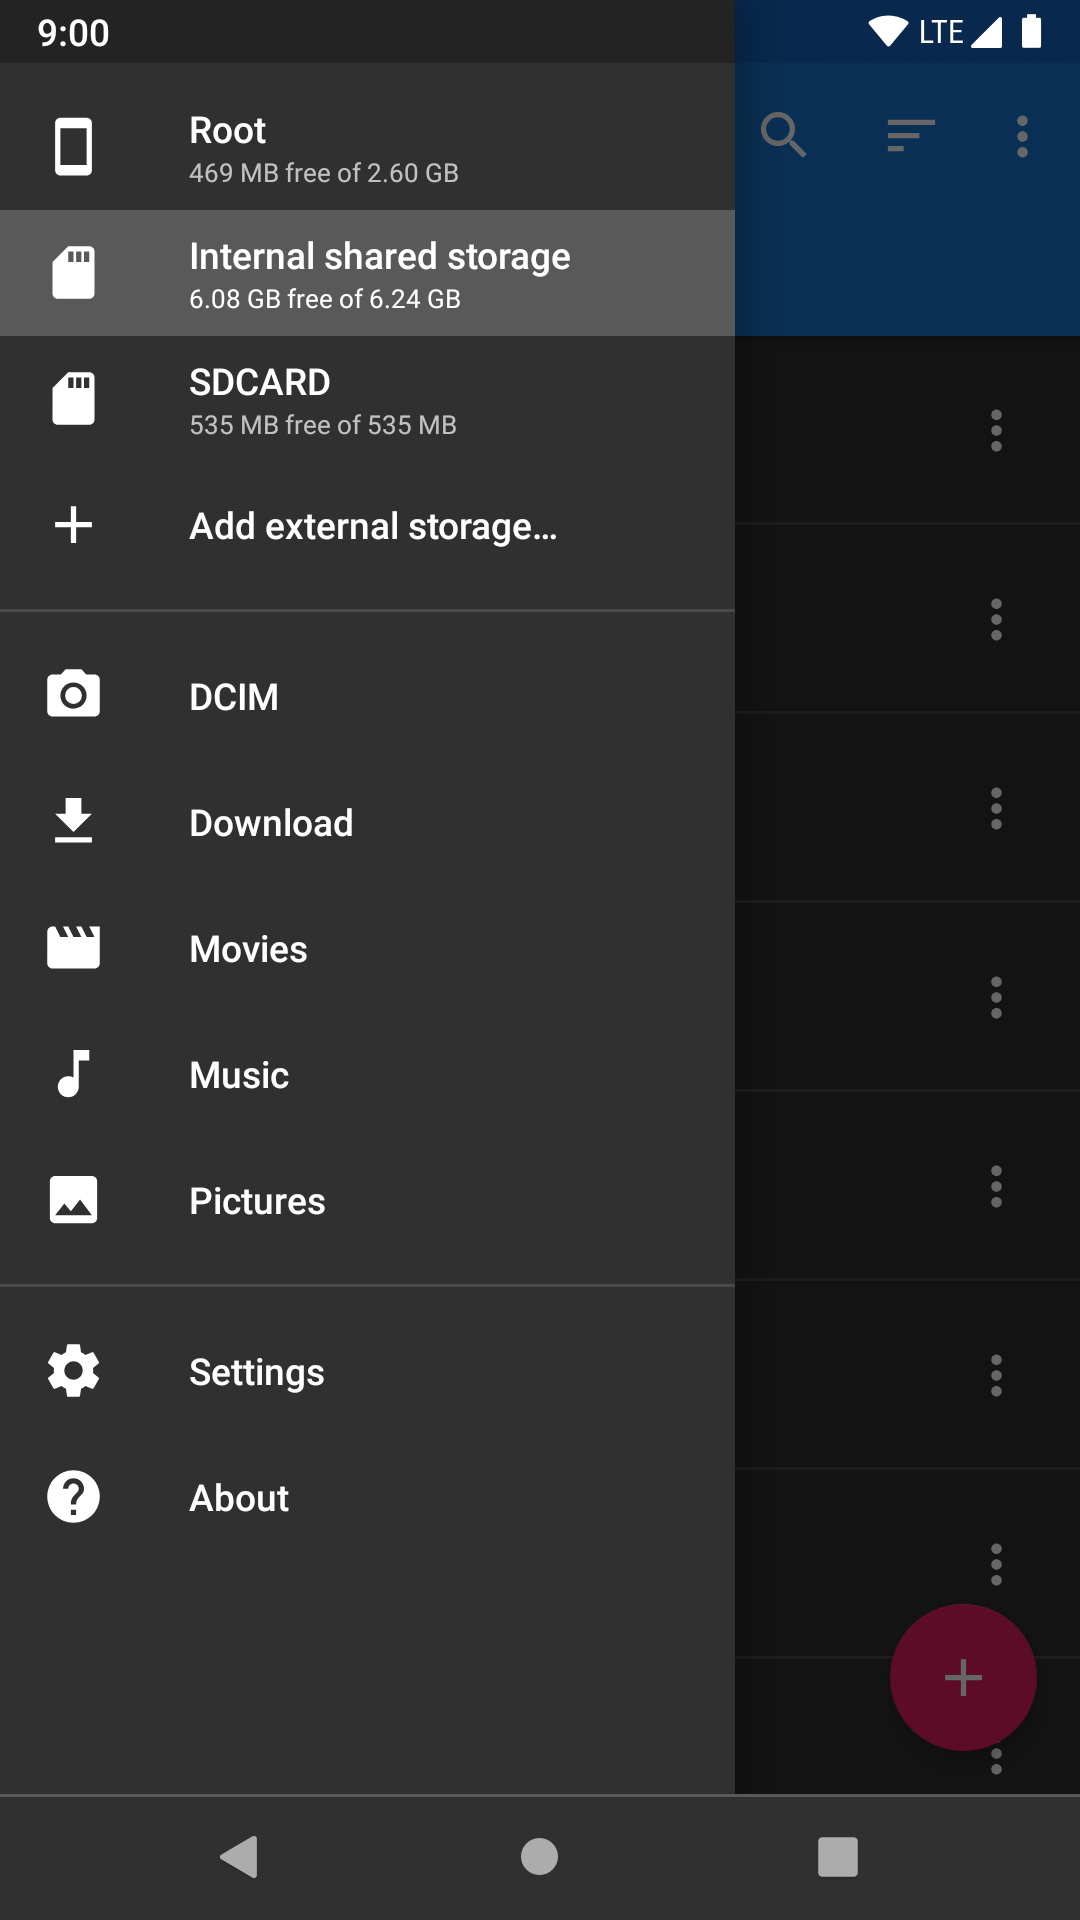 9:00
LTE
Root
469 MB free of 2.60 GB
Internal shared storage
6.08 GB free of 6.24 GB
SDCARD
535 MB free of 535 MB
Add external storage…
DCIM
Download
Movies
Music
Pictures
Settings
About